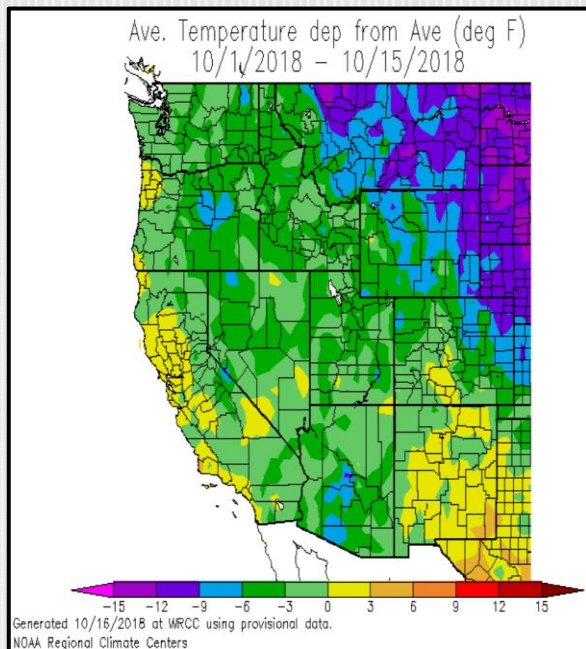 Ave. Temperature dep from Ave (deg F)
10/1/2018 – 10/15/2018
-15 -12 -9 -6 -3 0 3 6 9 12 15
Generated 10/16/2018 at WRCC using provisional data.
NOAA Regional Climate Centers